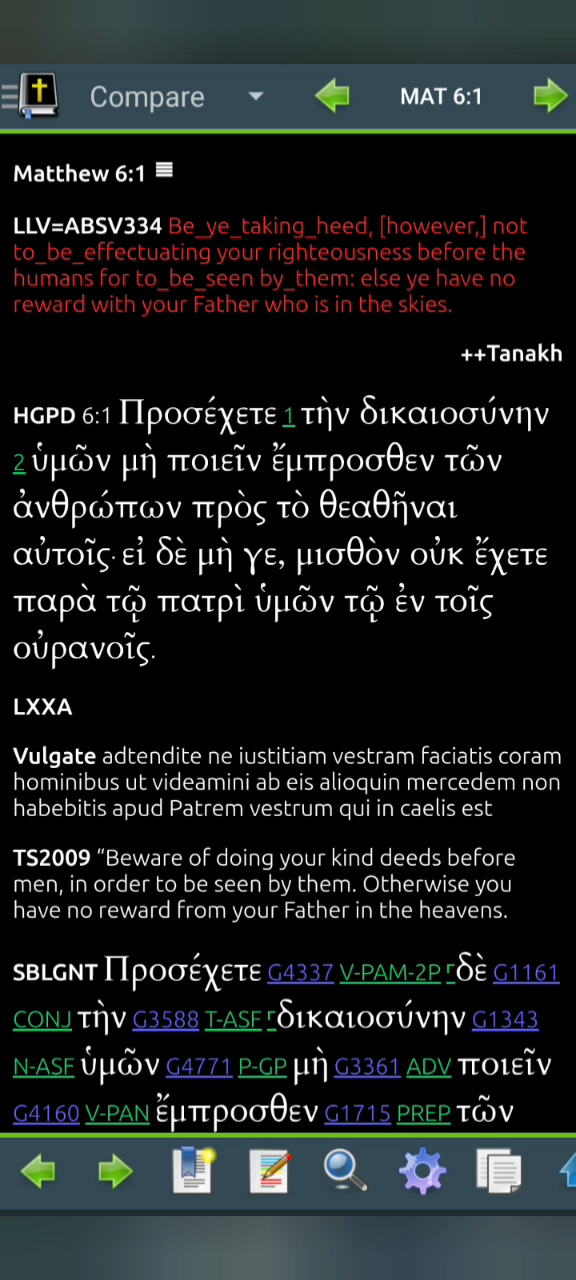 Compare
MAT 6:1
Matthew 6:1
LLV=ABSV334 Be_ye_taking_heed, [however,] not
to_be_effectuating your righteousness before the
humans for to_be_seen by_them: else ye have no
reward with your Father who is in the skies.
++Tanakh
HGPD 6:1 Προσέχετε 1 τὴν δικαιοσύνην
2 ὑμῶν μὴ ποιεῖν ἔμπροσθεν τῶν
ἀνθρώπων πρὸς τὸ θεαθῆναι
αὐτοῖς· εἰ δὲ μὴ γε, μισθὸν οὐκ ἔχετε
παρὰ τῷ πατρὶ ὑμῶν τῷ ἐν τοῖς
οὐρανοῖς.
LXXA
Vulgate adtendite ne iustitiam vestram faciatis coram
hominibus ut videamini ab eis alioquin mercedem non
habebitis apud Patrem vestrum qui in caelis est
TS2009 “Beware of doing your kind deeds before
men, in order to be seen by them. Otherwise you
have no reward from your Father in the heavens.
SBLGNT Προσέχετε G4337 V-PAM-2P ⸀δὲ G1161
CONJ τὴν G3588 T-ASF ⸀δικαιοσύνην G1343
N-ASF ὑμῶν G4771 P-GP μὴ G3361 ADV ποιεῖν
G4160 V-PAN ἔμπροσθεν G1715 PREP τῶν